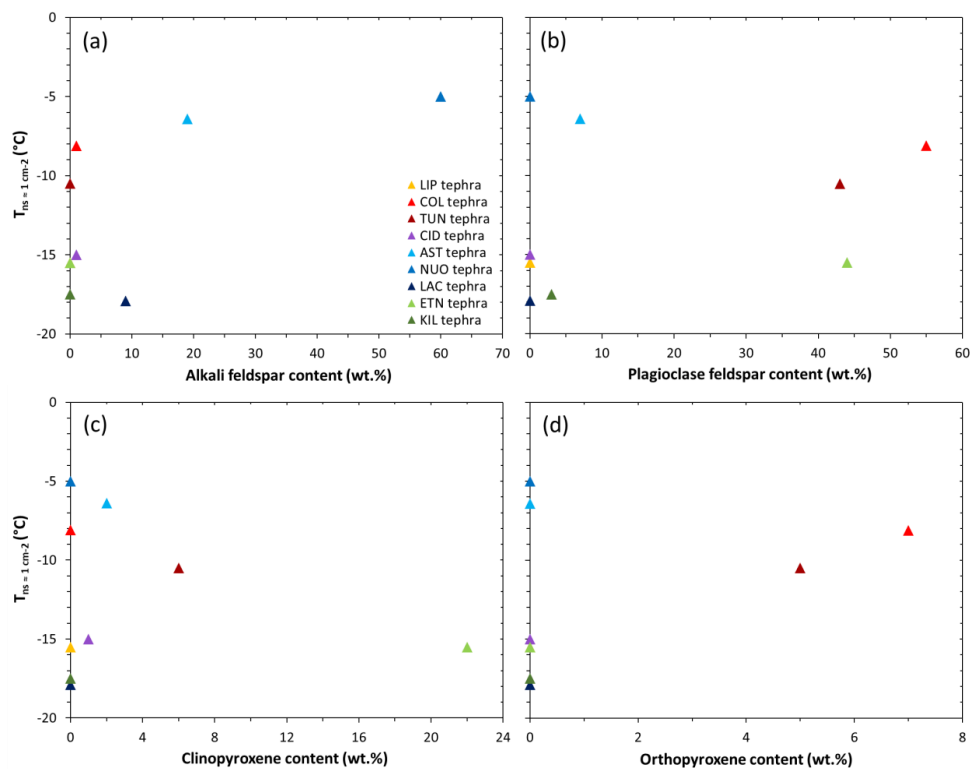 (a)
0
-5
-10
-15
-20
T ns = 1 cm-2 (°C)
LIP tephra
COL tephra
TUN tephra
CID tephra
AST tephra
NUO tephra
LAC tephra
ETN tephra
KIL tephra
0 10 20 30 40 50 60 70
Alkali feldspar content (wt.%)
(b)
0 10 20 30 40 50 60
Plagioclase feldspar content (wt.%)
(c)
0
-5
-10
-15
-20
T ns = 1 cm-2 (°C)
0 4 8 12 16 20 24
Clinopyroxene content (wt.%)
(d)
0 2 4 6 8
Orthopyroxene content (wt.%)